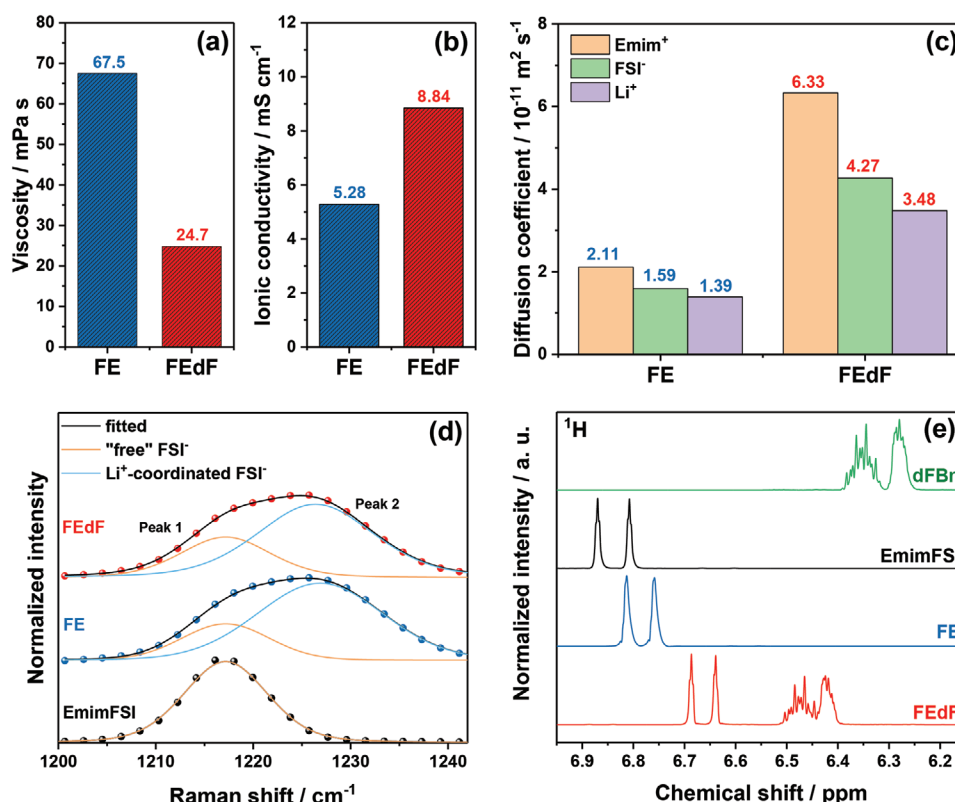 (a)
Viscosity / mPa s
80
70
60
50
40
30
20
10
0
67.5
24.7
FE
FEdF
(b)
Ionic conductivity / mS cm-1
12
10
8
6
4
2
0
5.28
8.84
FE
FEdF
(c)
Diffusion coefficient / 10-11 m2 s-1
8
6
4
2
0
Emim+
FSI-
Li+
2.11
1.59
1.39
6.33
4.27
3.48
FE
FEdF
(d)
Normalized intensity
fitted
"free" FSI-
Li+-coordinated FSI-
Peak 1
Peak 2
FEdF
FE
EmimFSI
1200
1210
1220
1230
1240
Raman shift / cm-1
(e)
Normalized intensity / a. u.
1H
dFBn
EmimFSI
FE
FEdF
6.9
6.8
6.7
6.6
6.5
6.4
6.3
6.2
Chemical shift / ppm